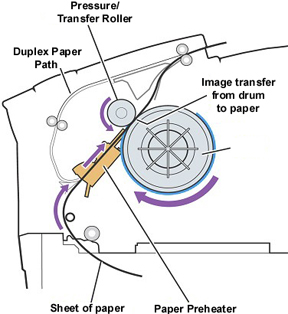 Pressure/
Transfer Roller
Duplex Paper
Path
Image transfer
from drum
to paper
Sheet of paper
Paper Preheater